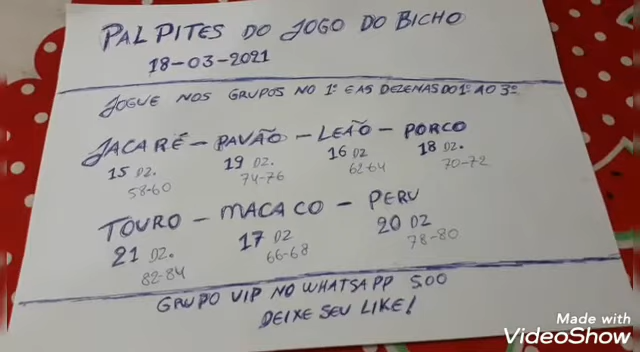 PALPITES DO JOGO DO BICHO
18-03-2021
JOGUE NOS GRUPOS NO 1º E AS DEZENAS DO 1º AO 3º
JACARÉ - PAVÃO - LEÃO - PORCO
15 DZ. 19 DZ. 16 DZ 18 DZ.
58-60 74-76 62-64 70-72
TOURO - MACACO - PERU
21 DZ. 17 DZ 20 DZ
82-84 66-68 78-80
GRUPO VIP NO WHATSAPP 5,00
DEIXE SEU LIKE!
Made with
VideoShow